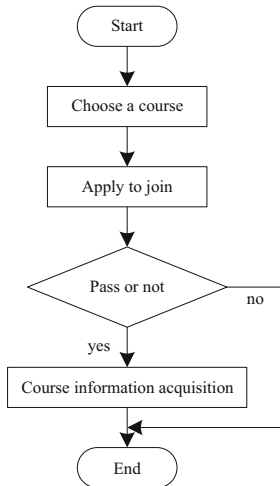 Start
Choose a course
Apply to join
Pass or not
no
yes
Course information acquisition
End